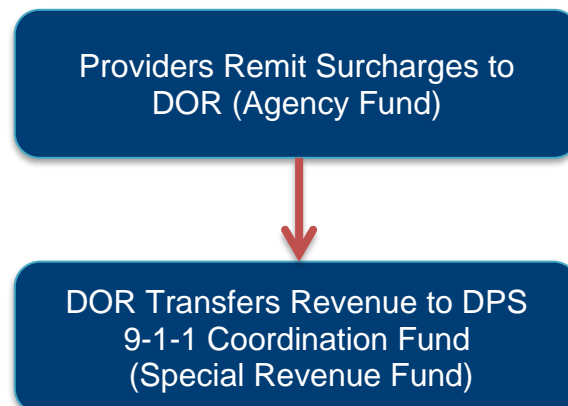 Providers Remit Surcharges to
DOR (Agency Fund)
DOR Transfers Revenue to DPS
9-1-1 Coordination Fund
(Special Revenue Fund)